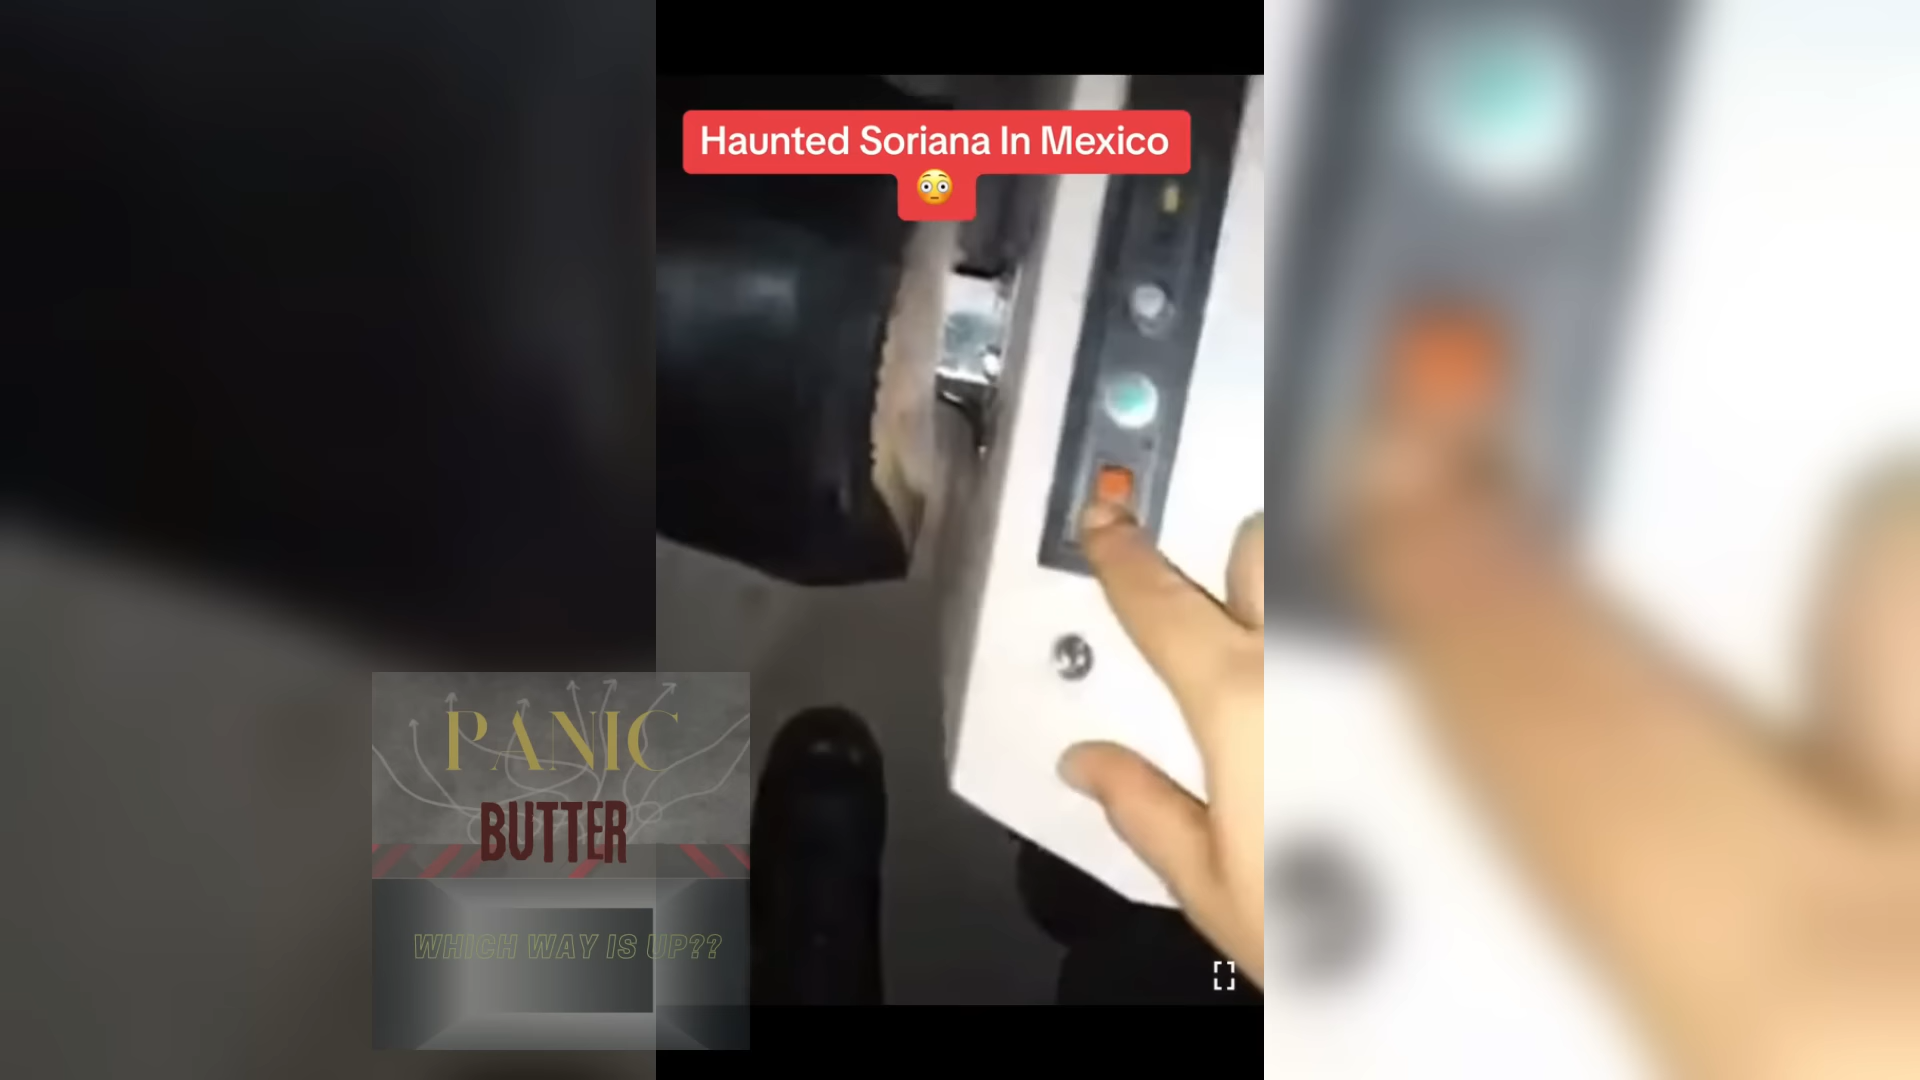 Haunted Soriana In Mexico
😳
PANIC
BUTTER
WHICH WAY IS UP??